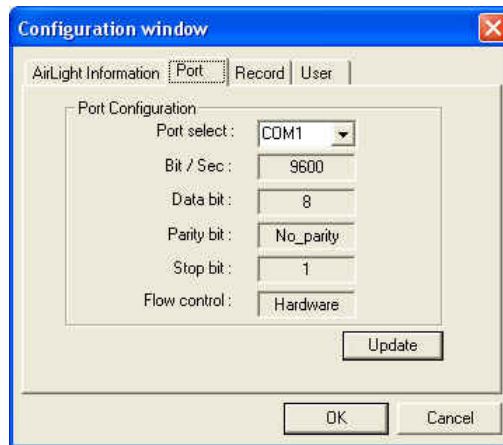 Configuration window
AirLight Information Port Record User
Port Configuration
Port select : COM1
Bit / Sec : 9600
Data bit : 8
Parity bit : No_parity
Stop bit : 1
Flow control : Hardware
Update
OK Cancel